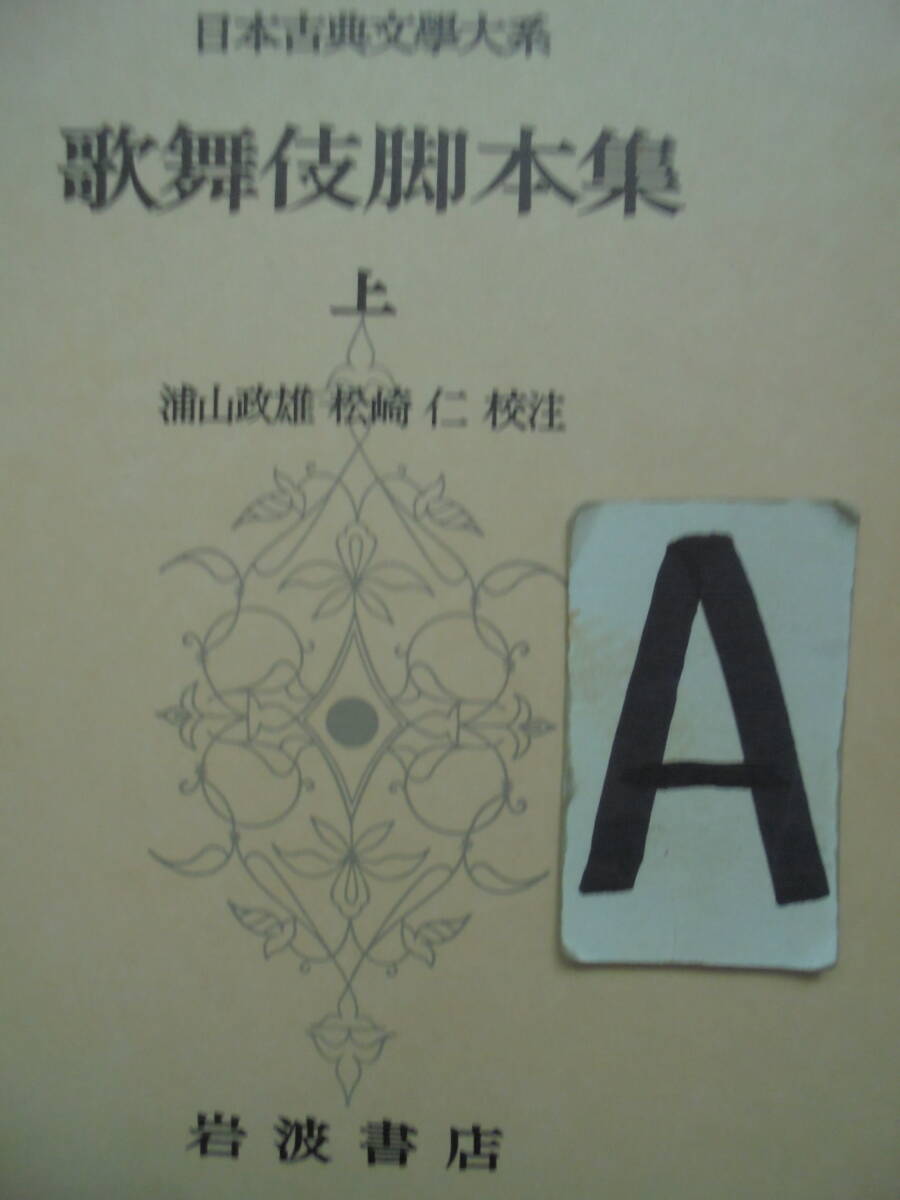 日本古典文學大系
歌舞伎脚本集
上
浦山政雄 松崎 仁 校注
A
岩波書店